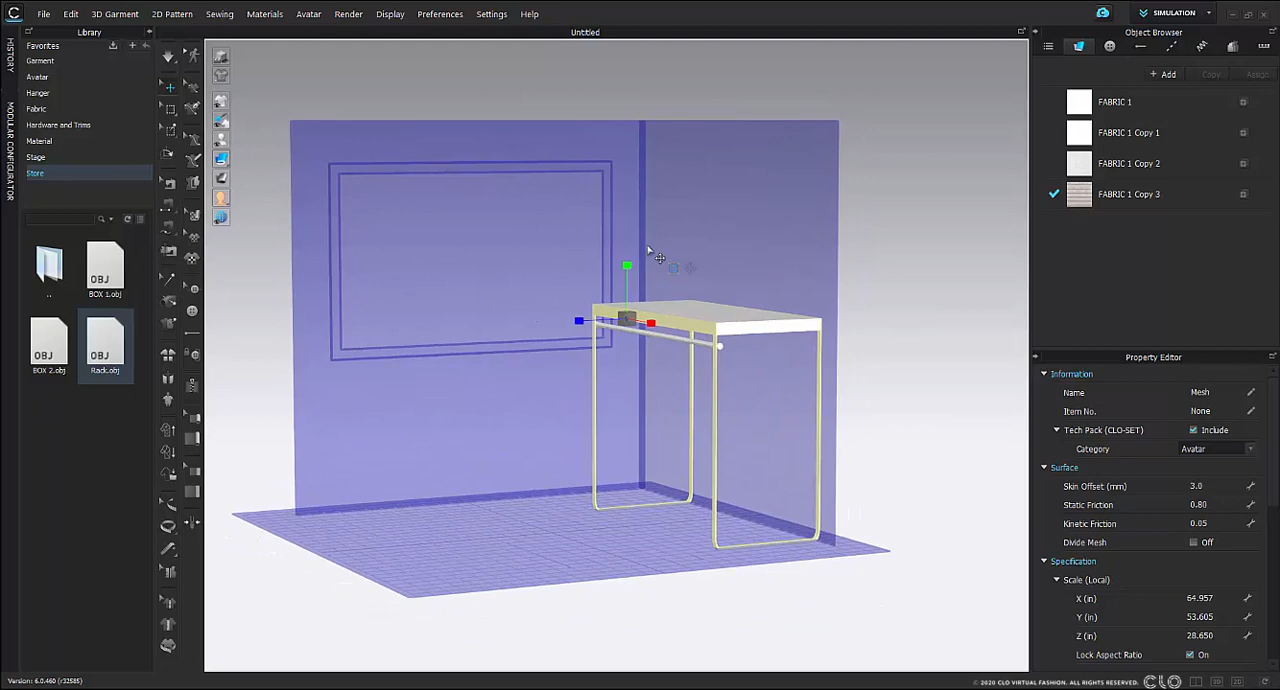 C
File Edit 3D Garment 2D Pattern Sewing Materials Avatar Render Display Preferences Settings Help
SIMULATION
Library
Untitled
Object Browser
HISTORY
MODULAR CONFIGURATOR
Favorites
Garment
Avatar
Hanger
Fabric
Hardware and Trims
Material
Stage
Store
..
OBJ
BOX 1.obj
OBJ
BOX 2.obj
OBJ
Rack.obj
+ Add Copy Assign
FABRIC 1
FABRIC 1 Copy 1
FABRIC 1 Copy 2
FABRIC 1 Copy 3
Property Editor
Information
Name Mesh
Item No. None
Tech Pack (CLO-SET) Include
Category Avatar
Surface
Skin Offset (mm) 3.0
Static Friction 0.80
Kinetic Friction 0.05
Divide Mesh Off
Specification
Scale (Local)
X (in) 64.957
Y (in) 53.605
Z (in) 28.650
Lock Aspect Ratio On
Version: 6.0.460 (r32585)
© 2020 CLO VIRTUAL FASHION. ALL RIGHTS RESERVED. CLO 3D 2D